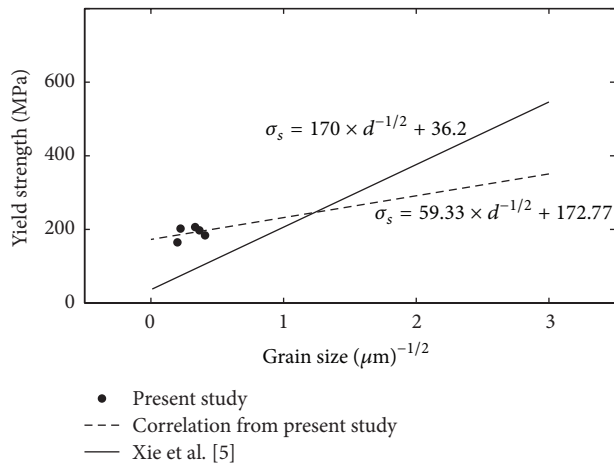 Yield strength (MPa)
600
400
200
0
σₛ = 170 × d⁻¹/² + 36.2
σₛ = 59.33 × d⁻¹/² + 172.77
0 1 2 3
Grain size (μm)⁻¹/²
Present study
Correlation from present study
Xie et al. [5]